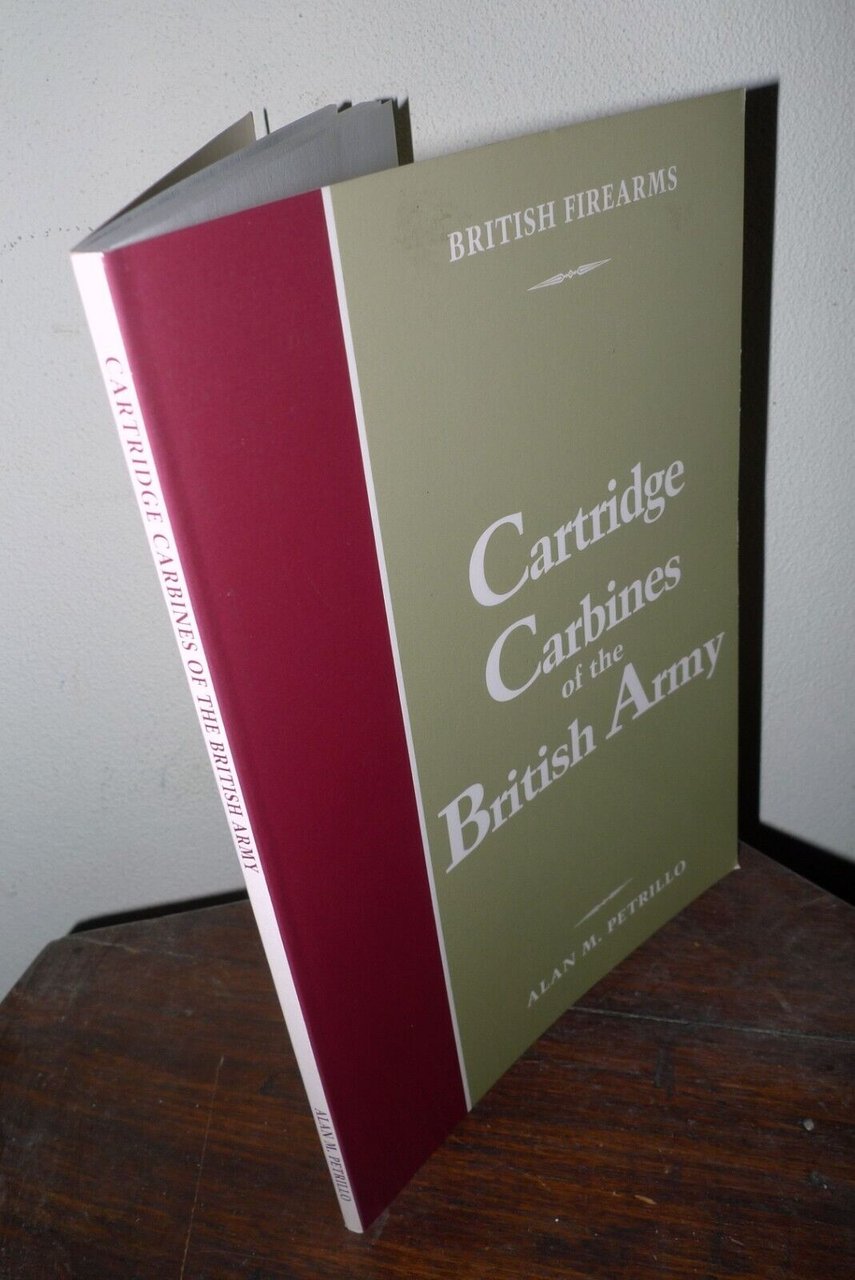 BRITISH FIREARMS
Cartridge
Carbines
of the
British Army
ALAN M. PETRILLO
CARTRIDGE CARBINES OF THE BRITISH ARMY
ALAN M. PETRILLO